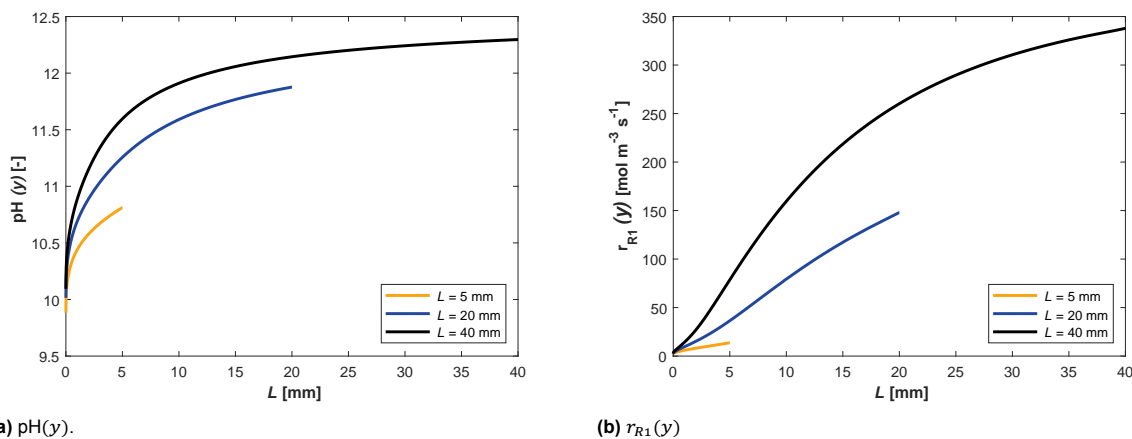 12.5
12
11.5
11
10.5
10
9.5
pH (y) [-]
0 5 10 15 20 25 30 35 40
L [mm]
L = 5 mm
L = 20 mm
L = 40 mm
350
300
250
200
150
100
50
0
r_R1 (y) [mol m⁻³ s⁻¹]
0 5 10 15 20 25 30 35 40
L [mm]
L = 5 mm
L = 20 mm
L = 40 mm
a) pH(y).
(b) r_R1(y)